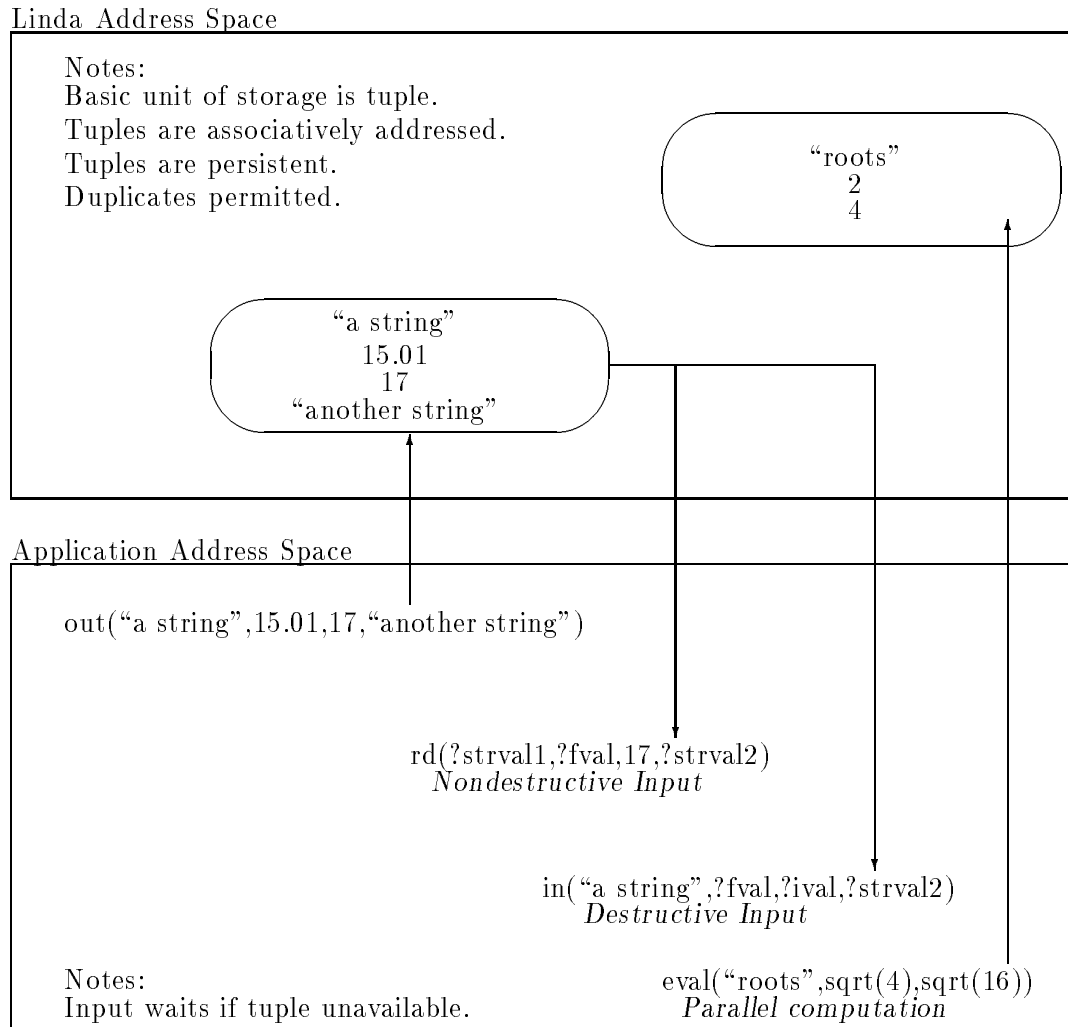 Linda Address Space
Notes:
Basic unit of storage is tuple.
Tuples are associatively addressed.
Tuples are persistent.
Duplicates permitted.
“roots”
2
4
“a string”
15.01
17
“another string”
Application Address Space
out(“a string”,15.01,17,“another string”)
rd(?strval1,?fval,17,?strval2)
Nondestructive Input
in(“a string”,?fval,?ival,?strval2)
Destructive Input
Notes:
Input waits if tuple unavailable.
eval(“roots”,sqrt(4),sqrt(16))
Parallel computation